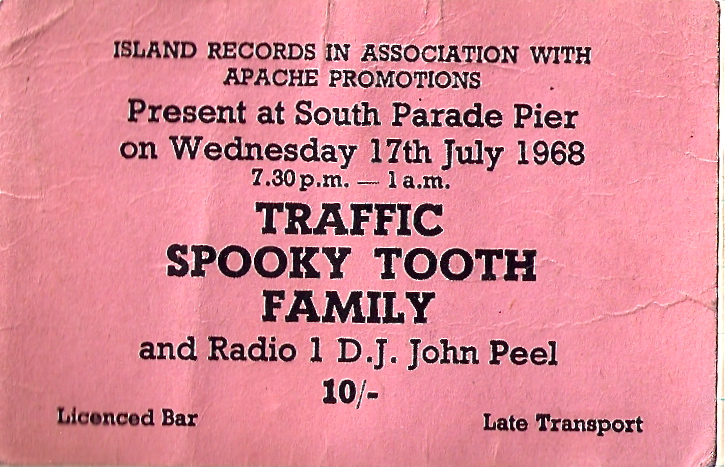 ISLAND RECORDS IN ASSOCIATION WITH
APACHE PROMOTIONS
Present at South Parade Pier
on Wednesday 17th July 1968
7.30 p.m. — 1 a.m.
TRAFFIC
SPOOKY TOOTH
FAMILY
and Radio 1 D.J. John Peel
10/-
Licenced Bar
Late Transport